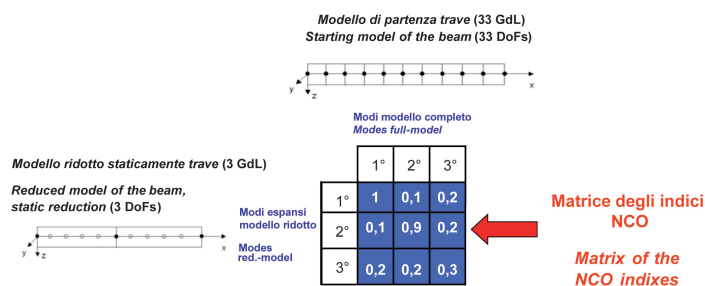 Modello di partenza trave (33 GdL)
Starting model of the beam (33 DoFs)
y
z
x
Modi modello completo
Modes full-model
Modello ridotto staticamente trave (3 GdL)
Reduced model of the beam,
static reduction (3 DoFs)
y
z
x
Modi espansi
modello ridotto
Modes
red.-model
1° 2° 3°
1° 1 0,1 0,2
2° 0,1 0,9 0,2
3° 0,2 0,2 0,3
Matrice degli indici
NCO
Matrix of the
NCO indixes